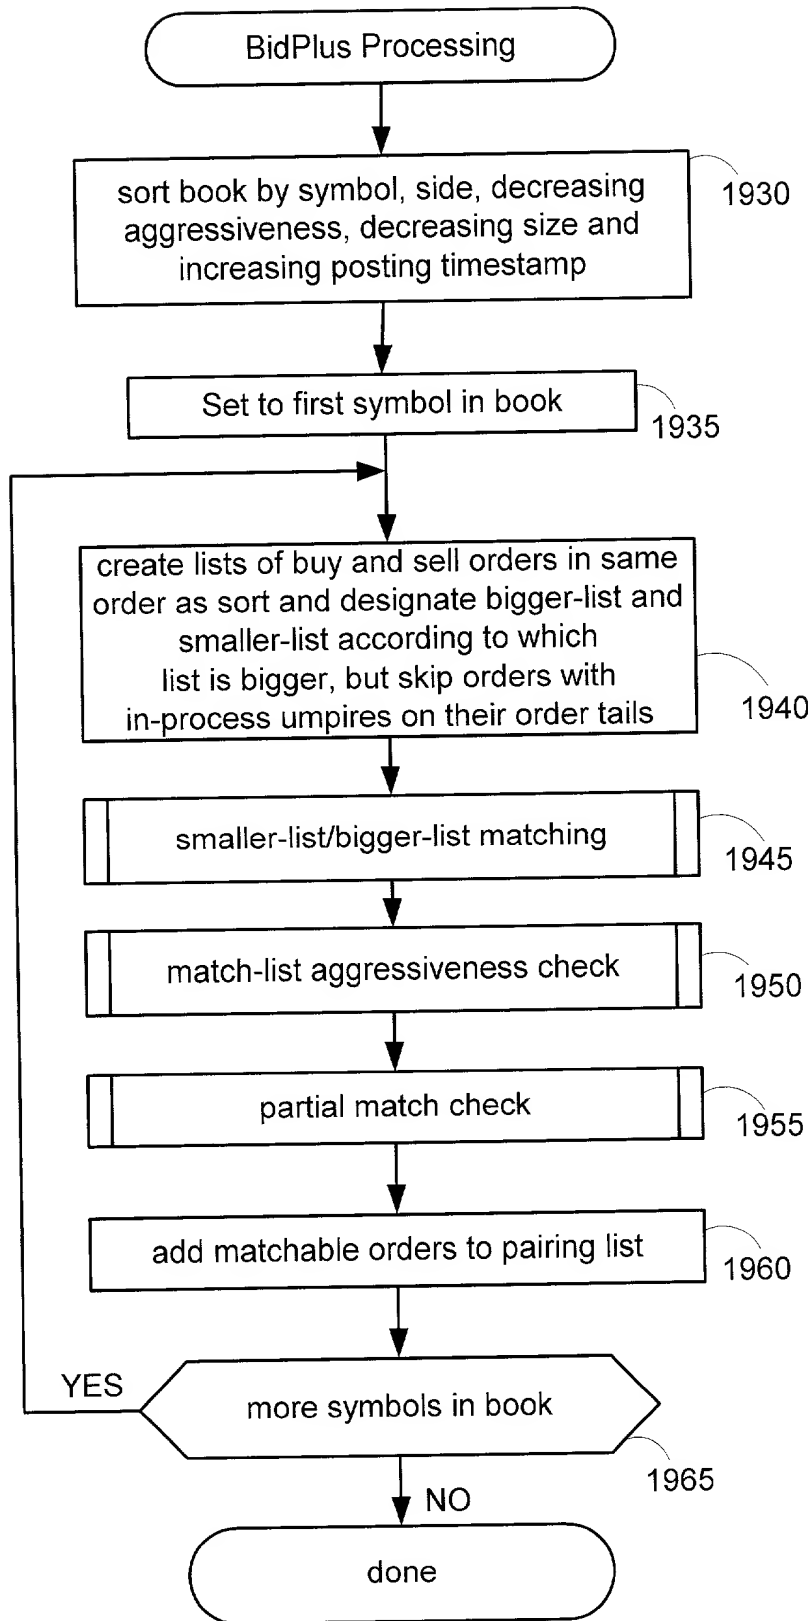 BidPlus Processing
sort book by symbol, side, decreasing
aggressiveness, decreasing size and
increasing posting timestamp
1930
Set to first symbol in book
1935
create lists of buy and sell orders in same
order as sort and designate bigger-list and
smaller-list according to which
list is bigger, but skip orders with
in-process umpires on their order tails
1940
smaller-list/bigger-list matching
1945
match-list aggressiveness check
1950
partial match check
1955
add matchable orders to pairing list
1960
YES
more symbols in book
1965
NO
done